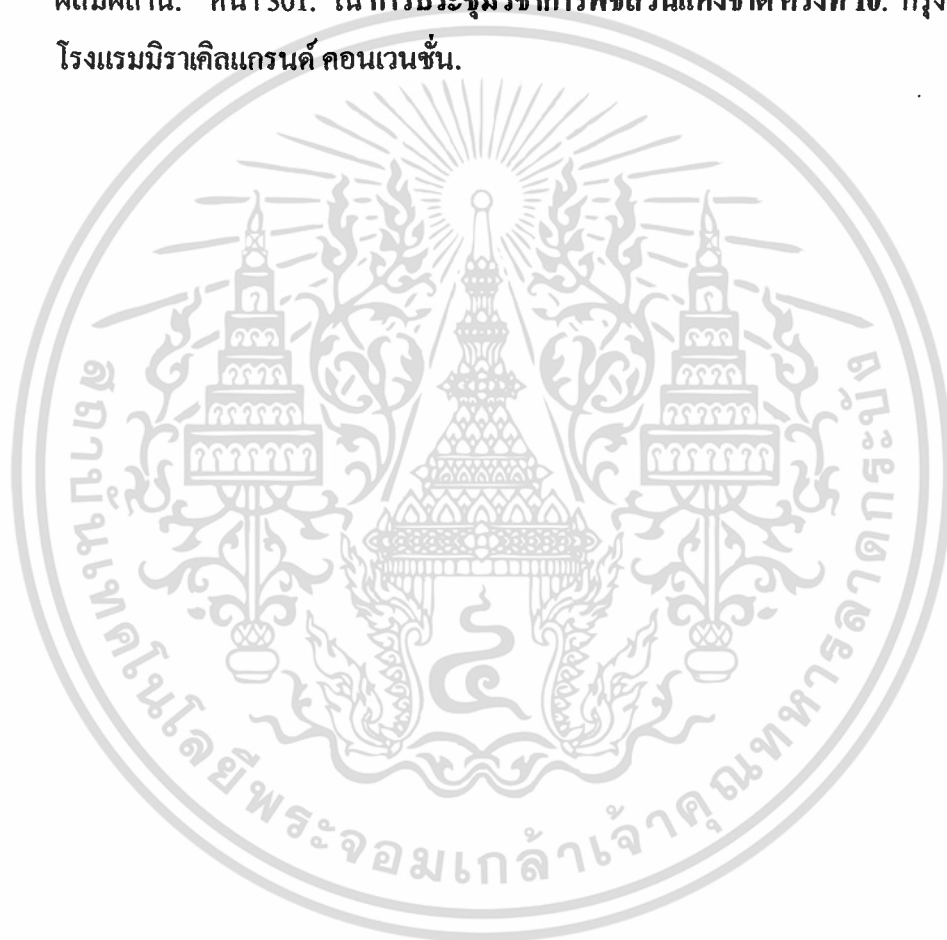 ผสมผสาน. หน้า 301. ใน การประชุมวิชาการพืชสวนแห่งชาติ ครั้งที่ 10. กรุง
โรงแรมมิราเคิลแกรนด์ คอนเวนชั่น.
๔
สถาบันเทคโนโลยีพระจอมเกล้าเจ้าคุณทหารลาดกระบัง